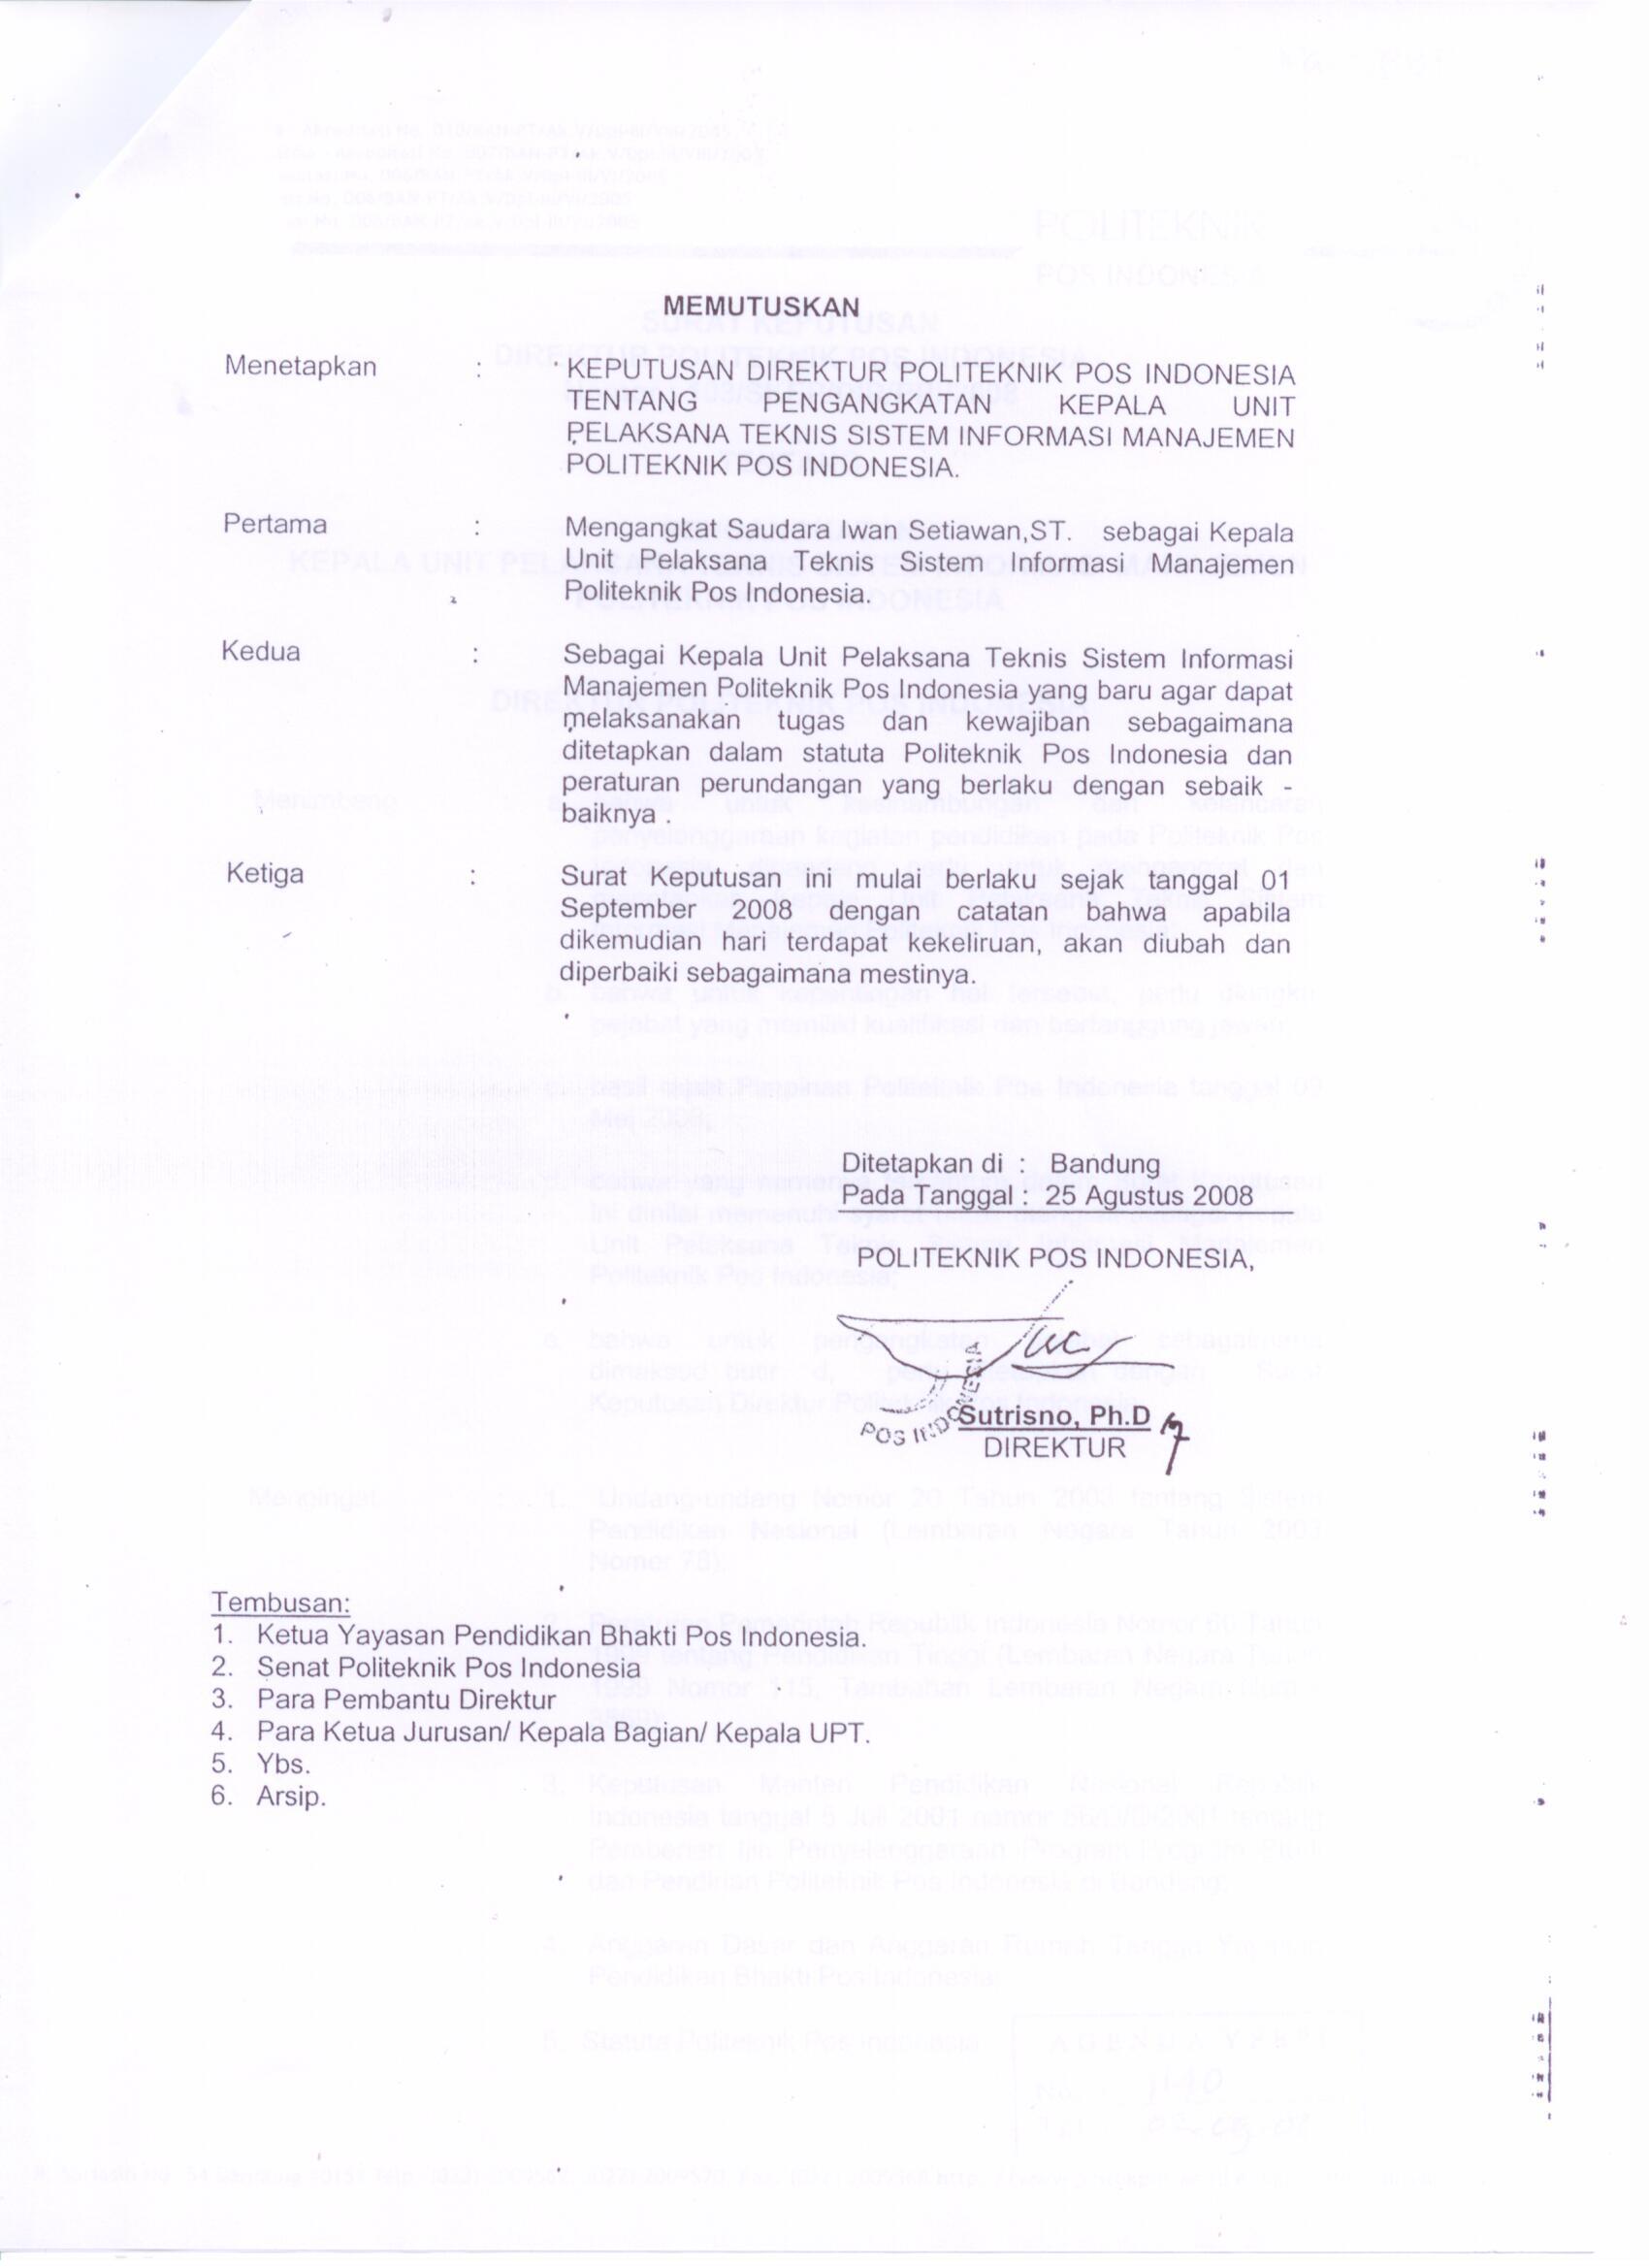 MEMUTUSKAN
Menetapkan : KEPUTUSAN DIREKTUR POLITEKNIK POS INDONESIA
TENTANG PENGANGKATAN KEPALA UNIT
PELAKSANA TEKNIS SISTEM INFORMASI MANAJEMEN
POLITEKNIK POS INDONESIA.
Pertama : Mengangkat Saudara Iwan Setiawan,ST. sebagai Kepala
Unit Pelaksana Teknis Sistem Informasi Manajemen
Politeknik Pos Indonesia.
Kedua : Sebagai Kepala Unit Pelaksana Teknis Sistem Informasi
Manajemen Politeknik Pos Indonesia yang baru agar dapat
melaksanakan tugas dan kewajiban sebagaimana
ditetapkan dalam statuta Politeknik Pos Indonesia dan
peraturan perundangan yang berlaku dengan sebaik -
baiknya .
Ketiga : Surat Keputusan ini mulai berlaku sejak tanggal 01
September 2008 dengan catatan bahwa apabila
dikemudian hari terdapat kekeliruan, akan diubah dan
diperbaiki sebagaimana mestinya.
Ditetapkan di : Bandung
Pada Tanggal : 25 Agustus 2008
POLITEKNIK POS INDONESIA,
POS INDONESIA
Sutrisno, Ph.D
DIREKTUR
Tembusan:
1. Ketua Yayasan Pendidikan Bhakti Pos Indonesia.
2. Senat Politeknik Pos Indonesia
3. Para Pembantu Direktur
4. Para Ketua Jurusan/ Kepala Bagian/ Kepala UPT.
5. Ybs.
6. Arsip.